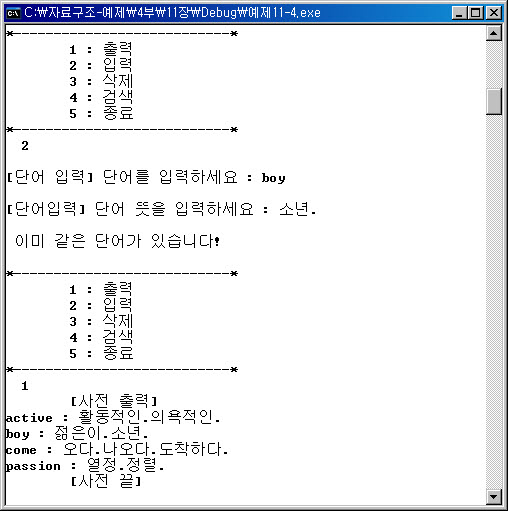 C:\자료구조-예제\4부\11장\Debug\예제11-4.exe
*----------------------------*
1 : 출력
2 : 입력
3 : 삭제
4 : 검색
5 : 종료
*----------------------------*
2
[단어 입력] 단어를 입력하세요 : boy
[단어입력] 단어 뜻을 입력하세요 : 소년.
이미 같은 단어가 있습니다!
*----------------------------*
1 : 출력
2 : 입력
3 : 삭제
4 : 검색
5 : 종료
*----------------------------*
1
[사전 출력]
active : 활동적인.의욕적인.
boy : 젊은이.소년.
come : 오다.나오다.도착하다.
passion : 열정.정렬.
[사전 끝]